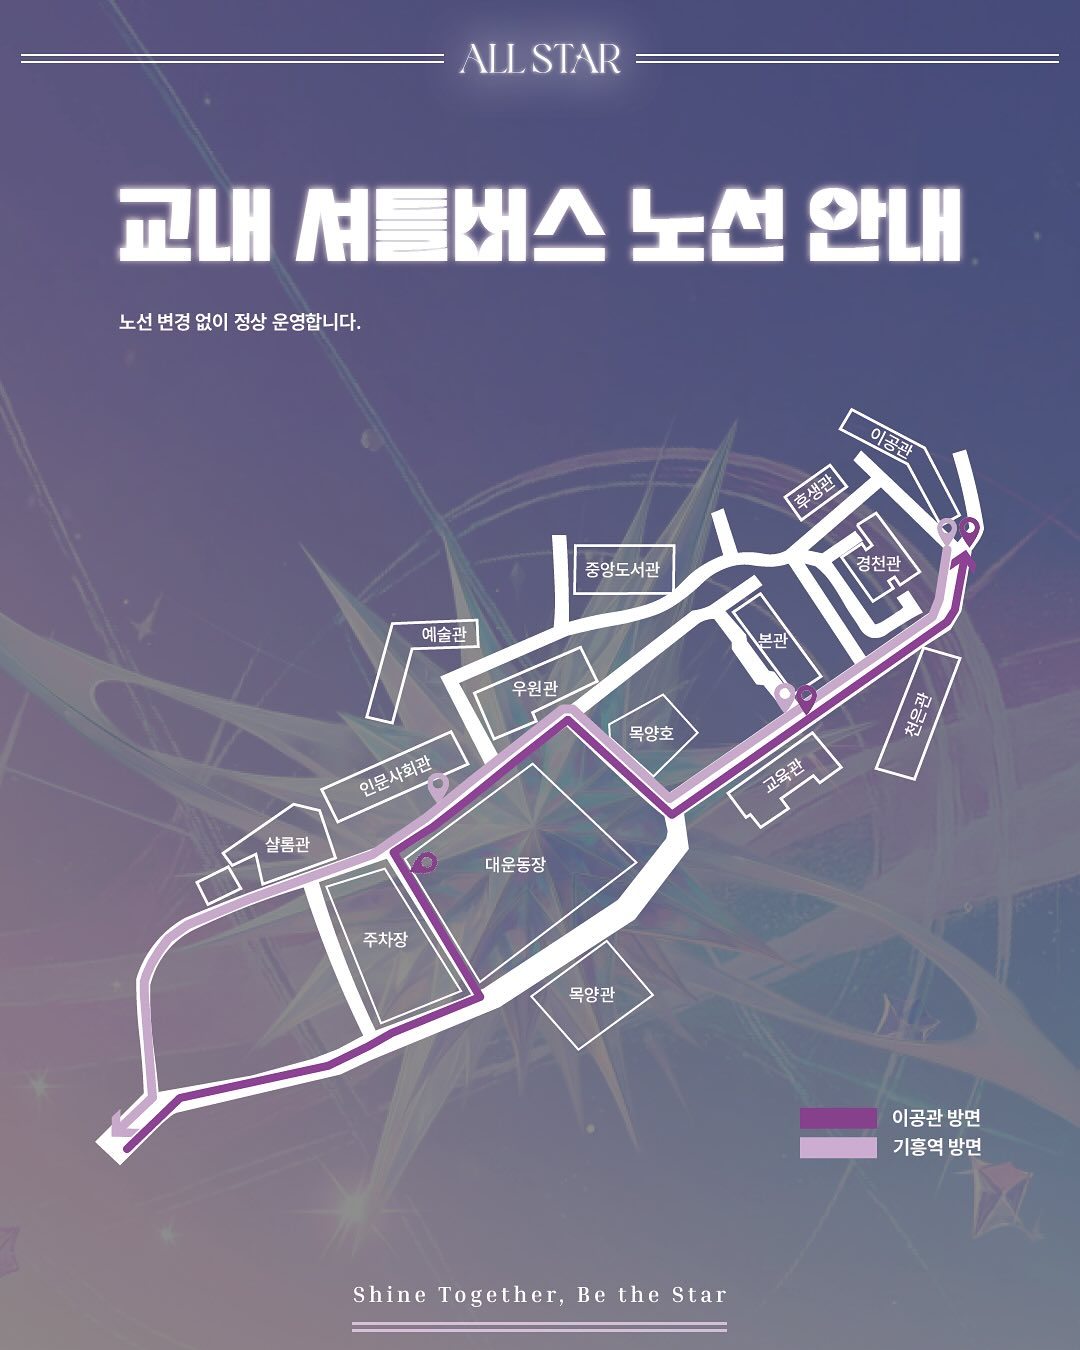 ALL STAR
교내 셔틀버스 노선 안내
노선 변경 없이 정상 운영합니다.
이공관
후생관
경천관
중앙도서관
예술관
본관
우원관
천은관
목양호
교육관
인문사회관
샬롬관
대운동장
주차장
목양관
이공관 방면
기흥역 방면
Shine Together, Be the Star